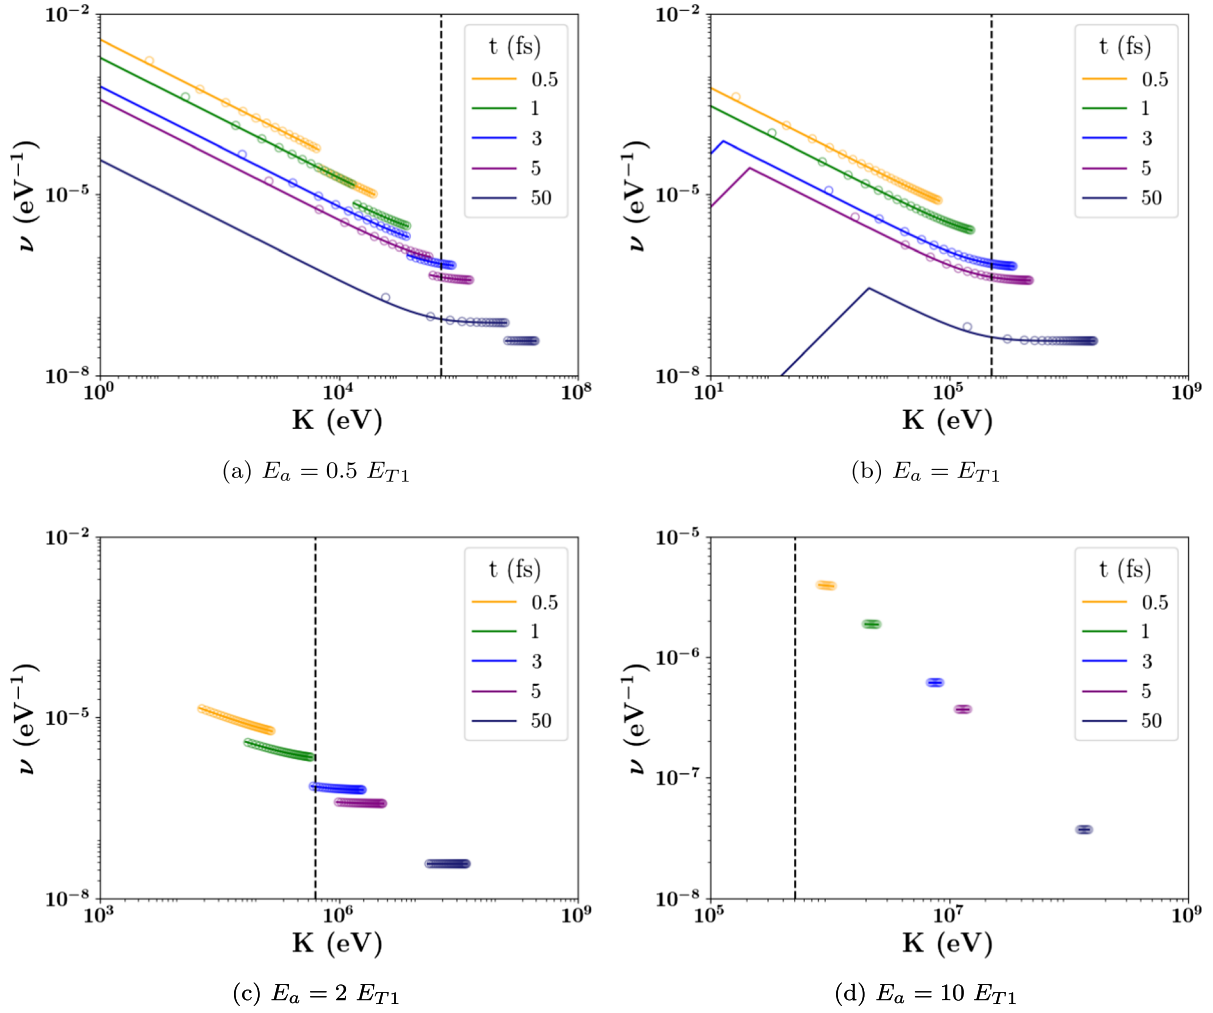 10⁻²
10⁻⁵
10⁻⁸
ν (eV⁻¹)
10⁰
10⁴
10⁸
K (eV)
t (fs)
0.5
1
3
5
50
(a) Eₐ = 0.5 E_T1
10⁻²
10⁻⁵
10⁻⁸
ν (eV⁻¹)
10¹
10⁵
10⁹
K (eV)
t (fs)
0.5
1
3
5
50
(b) Eₐ = E_T1
10⁻²
10⁻⁵
10⁻⁸
ν (eV⁻¹)
10³
10⁶
10⁹
K (eV)
t (fs)
0.5
1
3
5
50
(c) Eₐ = 2 E_T1
10⁻⁵
10⁻⁶
10⁻⁷
10⁻⁸
ν (eV⁻¹)
10⁵
10⁷
10⁹
K (eV)
t (fs)
0.5
1
3
5
50
(d) Eₐ = 10 E_T1